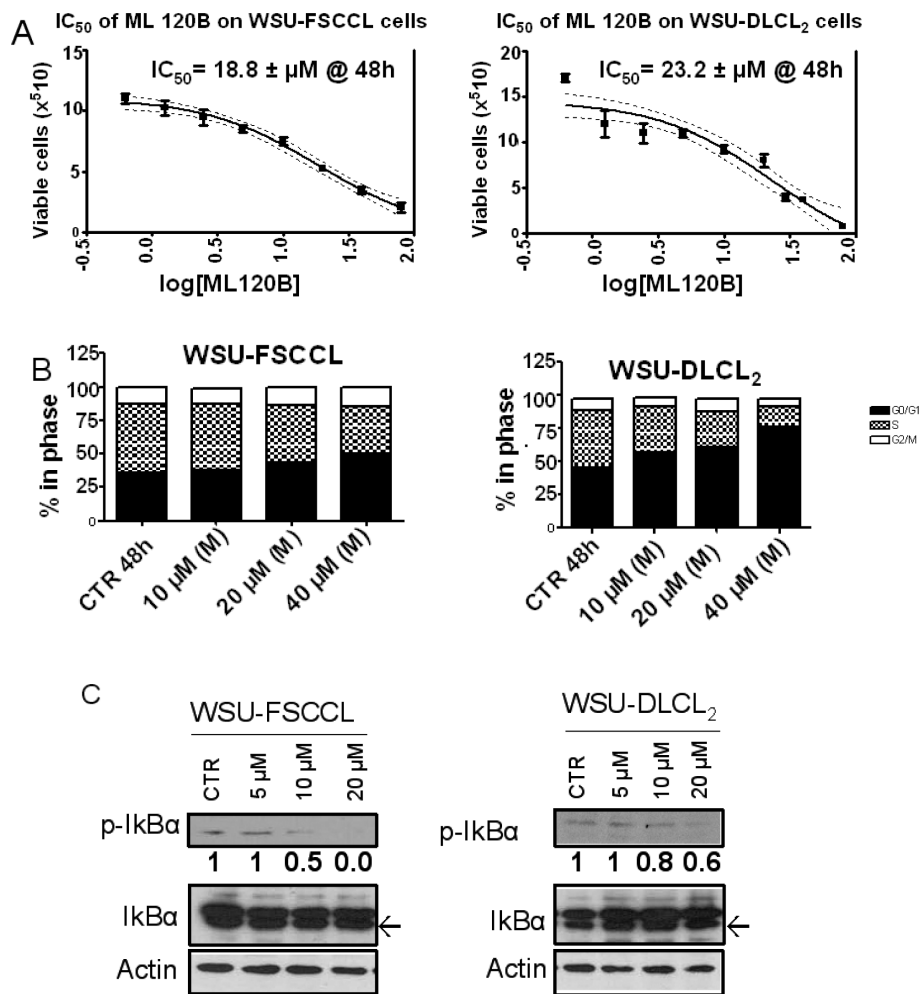 A
IC50 of ML 120B on WSU-FSCCL cells
IC50= 18.8 ± µM @ 48h
Viable cells (x⁵10)
15
10
5
0
-0.5
0.0
0.5
1.0
1.5
2.0
log[ML120B]
IC50 of ML 120B on WSU-DLCL2 cells
IC50 = 23.2 ± µM @ 48h
Viable cells (x⁵10)
20
15
10
5
0
-0.5
0.0
0.5
1.0
1.5
2.0
log[ML120B]
B
WSU-FSCCL
% in phase
125
100
75
50
25
0
CTR 48h
10 µM (M)
20 µM (M)
40 µM (M)
WSU-DLCL2
% in phase
125
100
75
50
25
0
CTR 48h
10 µM (M)
20 µM (M)
40 µM (M)
G0/G1
S
G2/M
C
WSU-FSCCL
CTR
5 µM
10 µM
20 µM
p-IkBα
1 1 0.5 0.0
IkBα
Actin
WSU-DLCL2
CTR
5 µM
10 µM
20 µM
p-IkBα
1 1 0.8 0.6
IkBα
Actin